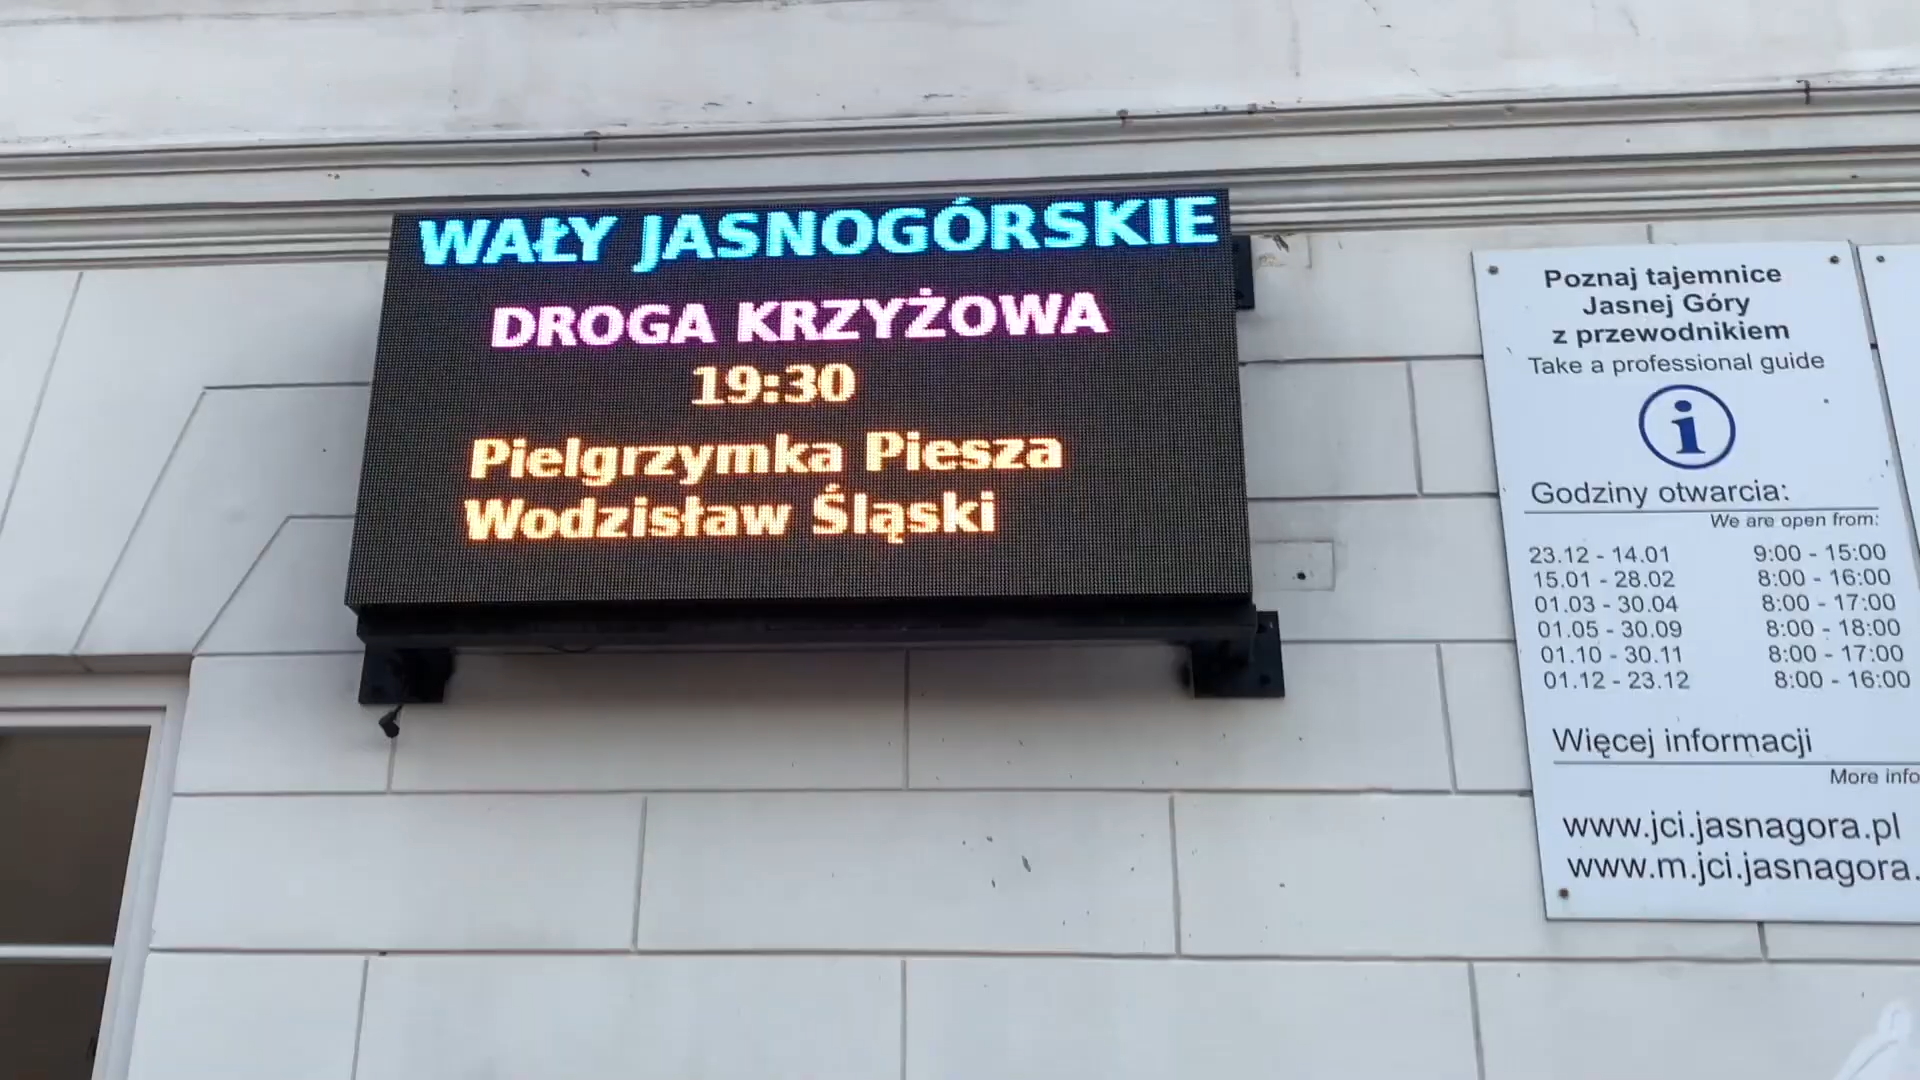 WAŁY JASNOGÓRSKIE
DROGA KRZYŻOWA
19:30
Pielgrzymka Piesza
Wodzisław Śląski
Poznaj tajemnice
Jasnej Góry
z przewodnikiem
Take a professional guide
i
Godziny otwarcia:
We are open from:
23.12 - 14.01 9:00 - 15:00
15.01 - 28.02 8:00 - 16:00
01.03 - 30.04 8:00 - 17:00
01.05 - 30.09 8:00 - 18:00
01.10 - 30.11 8:00 - 17:00
01.12 - 23.12 8:00 - 16:00
Więcej informacji
More info
www.jci.jasnagora.pl
www.m.jci.jasnagora.